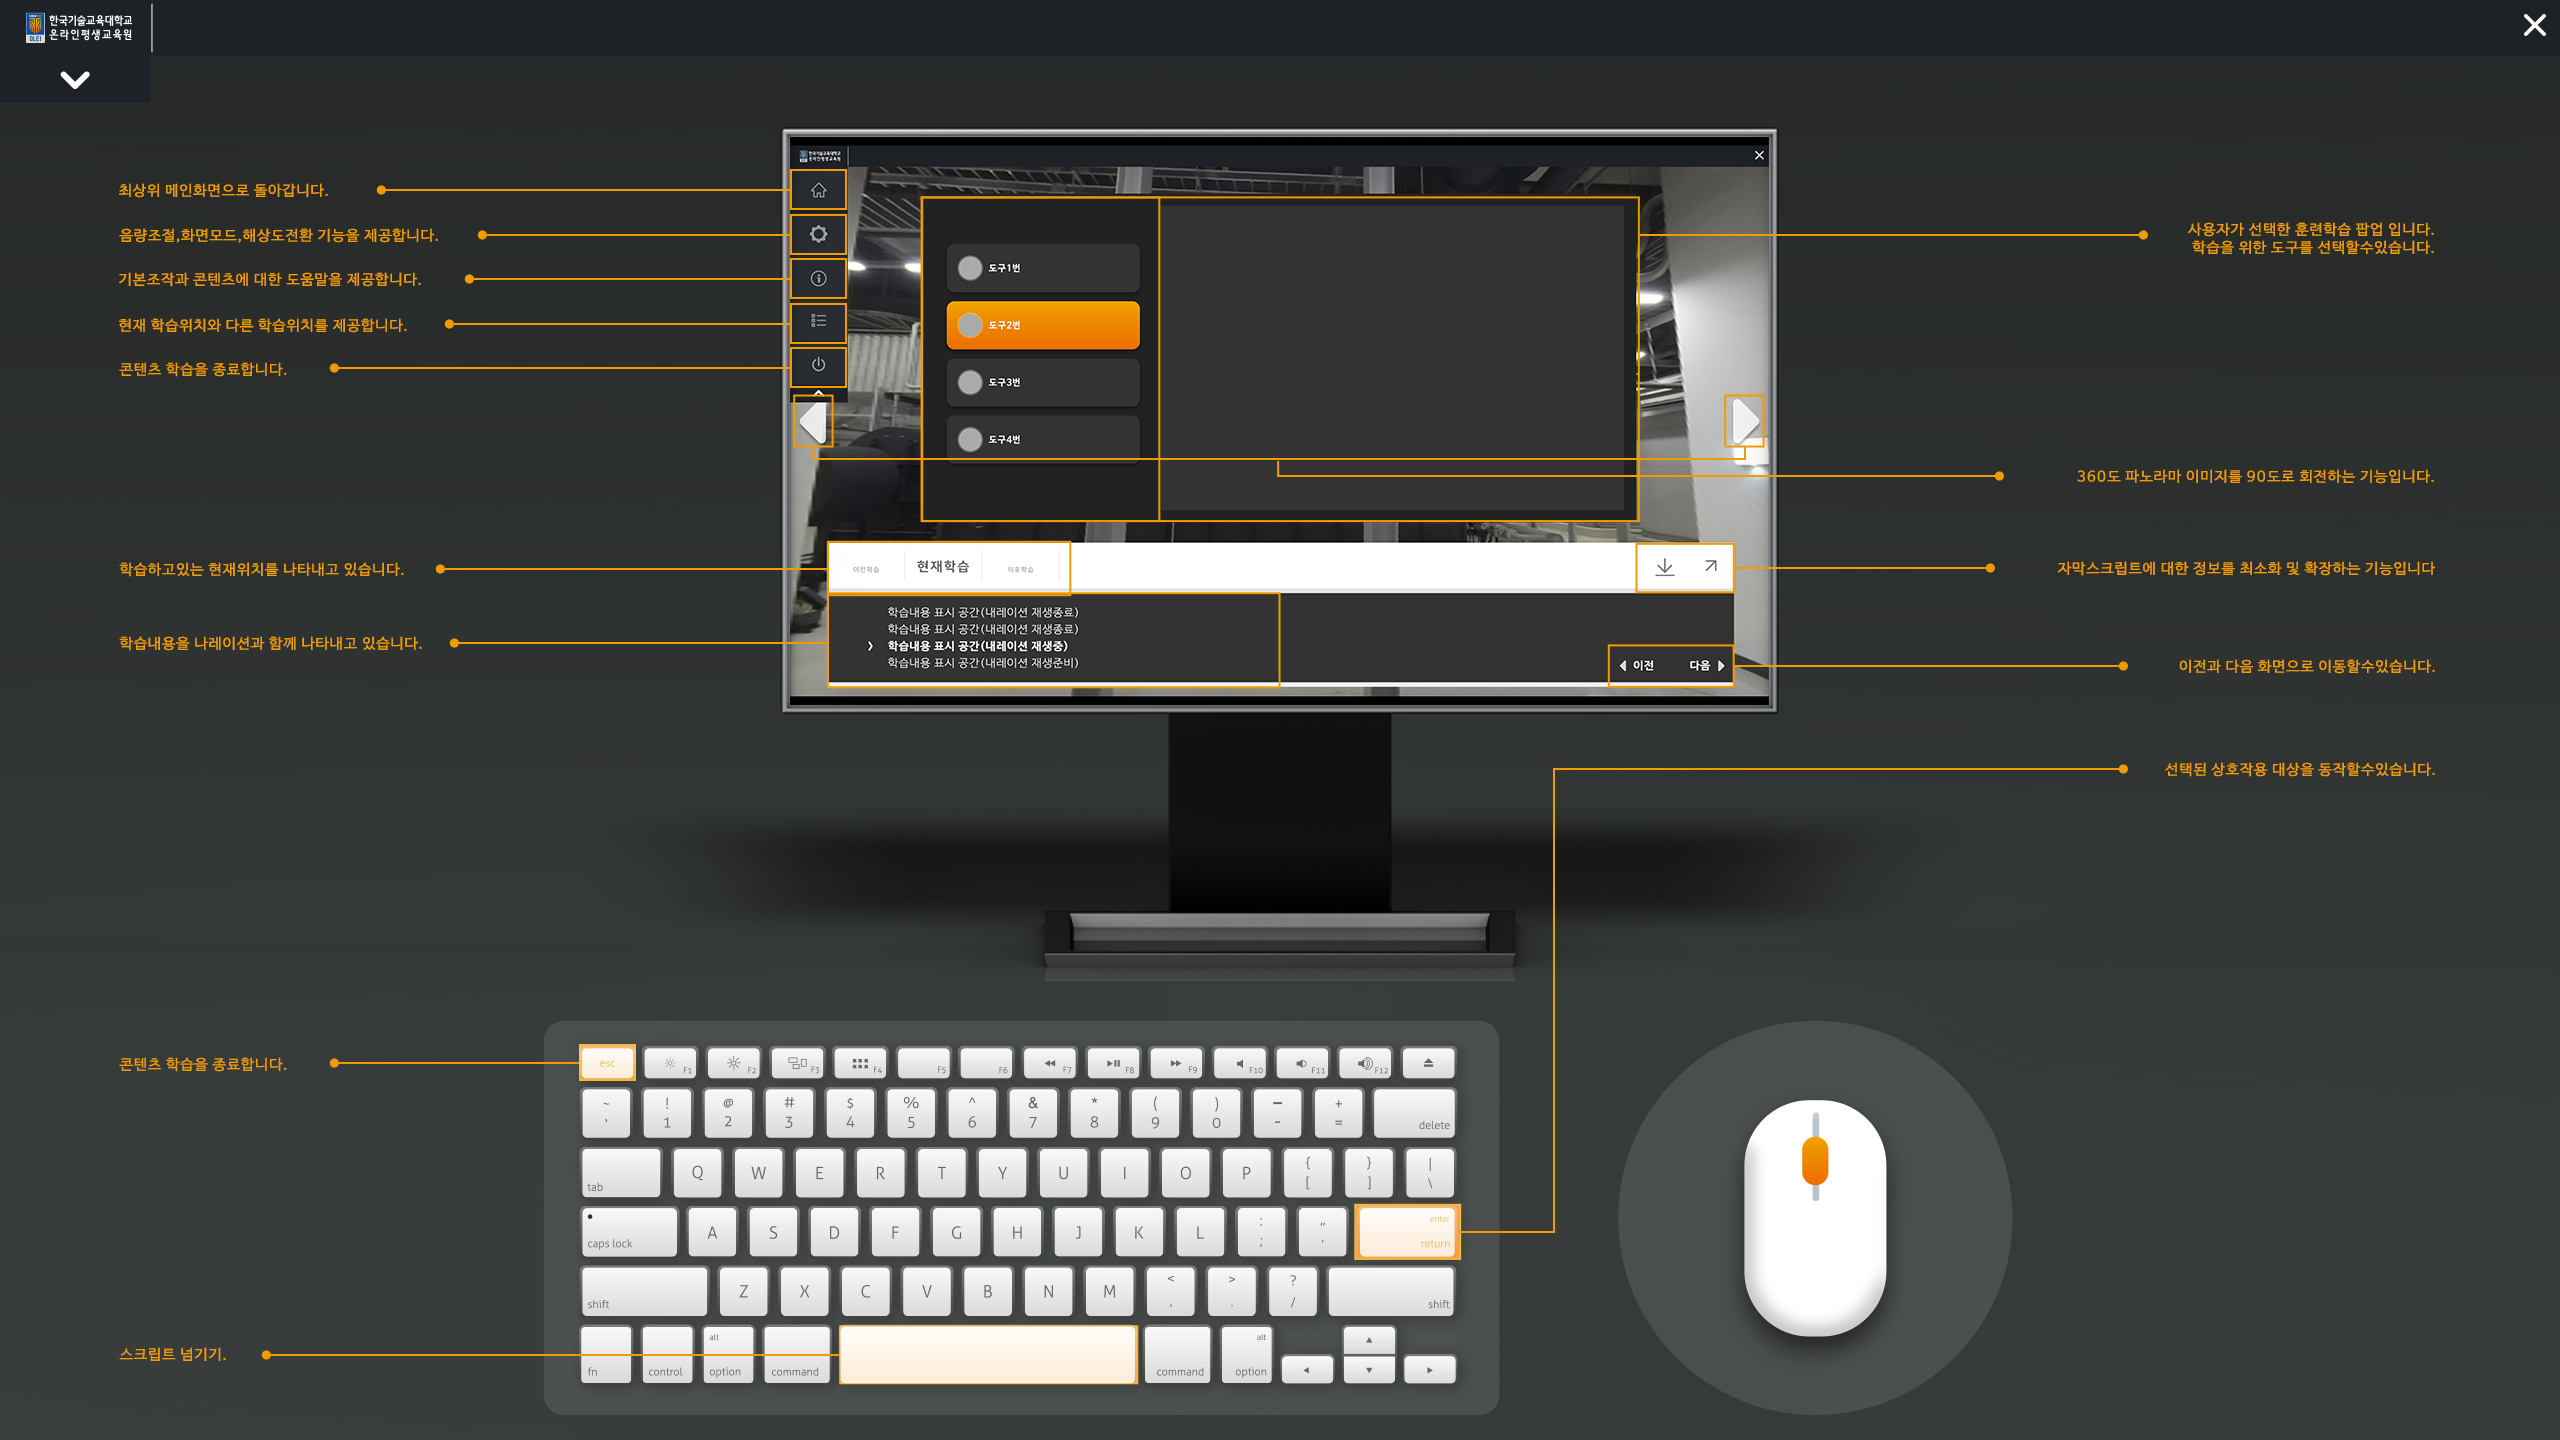 한국기술교육대학교
온라인평생교육원
OLEI
한국기술교육대학교
온라인평생교육원
최상위 메인화면으로 돌아갑니다.
음량조절,화면모드,해상도전환 기능을 제공합니다.
기본조작과 콘텐츠에 대한 도움말을 제공합니다.
현재 학습위치와 다른 학습위치를 제공합니다.
콘텐츠 학습을 종료합니다.
도구1번
도구2번
도구3번
도구4번
사용자가 선택한 훈련학습 팝업 입니다.
학습을 위한 도구를 선택할수있습니다.
360도 파노라마 이미지를 90도로 회전하는 기능입니다.
학습하고있는 현재위치를 나타내고 있습니다.
이전학습
현재학습
이후학습
자막스크립트에 대한 정보를 최소화 및 확장하는 기능입니다
학습내용을 나레이션과 함께 나타내고 있습니다.
학습내용 표시 공간(내레이션 재생종료)
학습내용 표시 공간(내레이션 재생종료)
❯ 학습내용 표시 공간(내레이션 재생중)
학습내용 표시 공간(내레이션 재생준비)
이전 다음
이전과 다음 화면으로 이동할수있습니다.
선택된 상호작용 대상을 동작할수있습니다.
콘텐츠 학습을 종료합니다.
esc F1 F2 F3 F4 F5 F6 F7 F8 F9 F10 F11 F12
~ ! @ # $ % ^ & * ( ) – +
` 1 2 3 4 5 6 7 8 9 0 - = delete
tab Q W E R T Y U I O P { } |
[ ] \
caps lock A S D F G H J K L : " enter
; ' return
shift Z X C V B N M < > ? shift
, . /
스크립트 넘기기.
alt alt
fn control option command command option